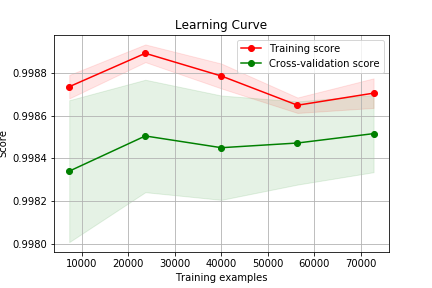 Learning Curve
Training score
Cross-validation score
0.9988
0.9986
0.9984
0.9982
0.9980
Score
10000 20000 30000 40000 50000 60000 70000
Training examples